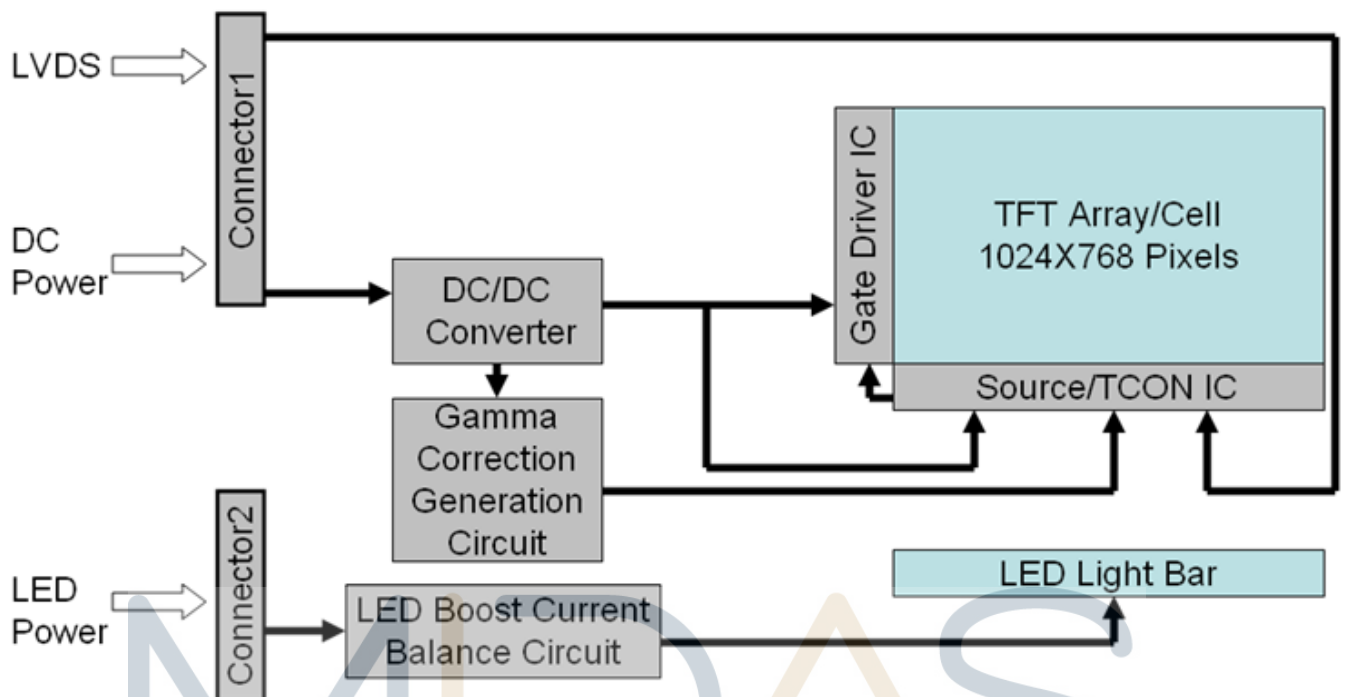 LVDS
Connector1
DC
Power
DC/DC
Converter
Gate Driver IC
TFT Array/Cell
1024X768 Pixels
Source/TCON IC
Gamma
Correction
Generation
Circuit
LED
Power
Connector2
LED Boost Current
Balance Circuit
LED Light Bar
MIDAS